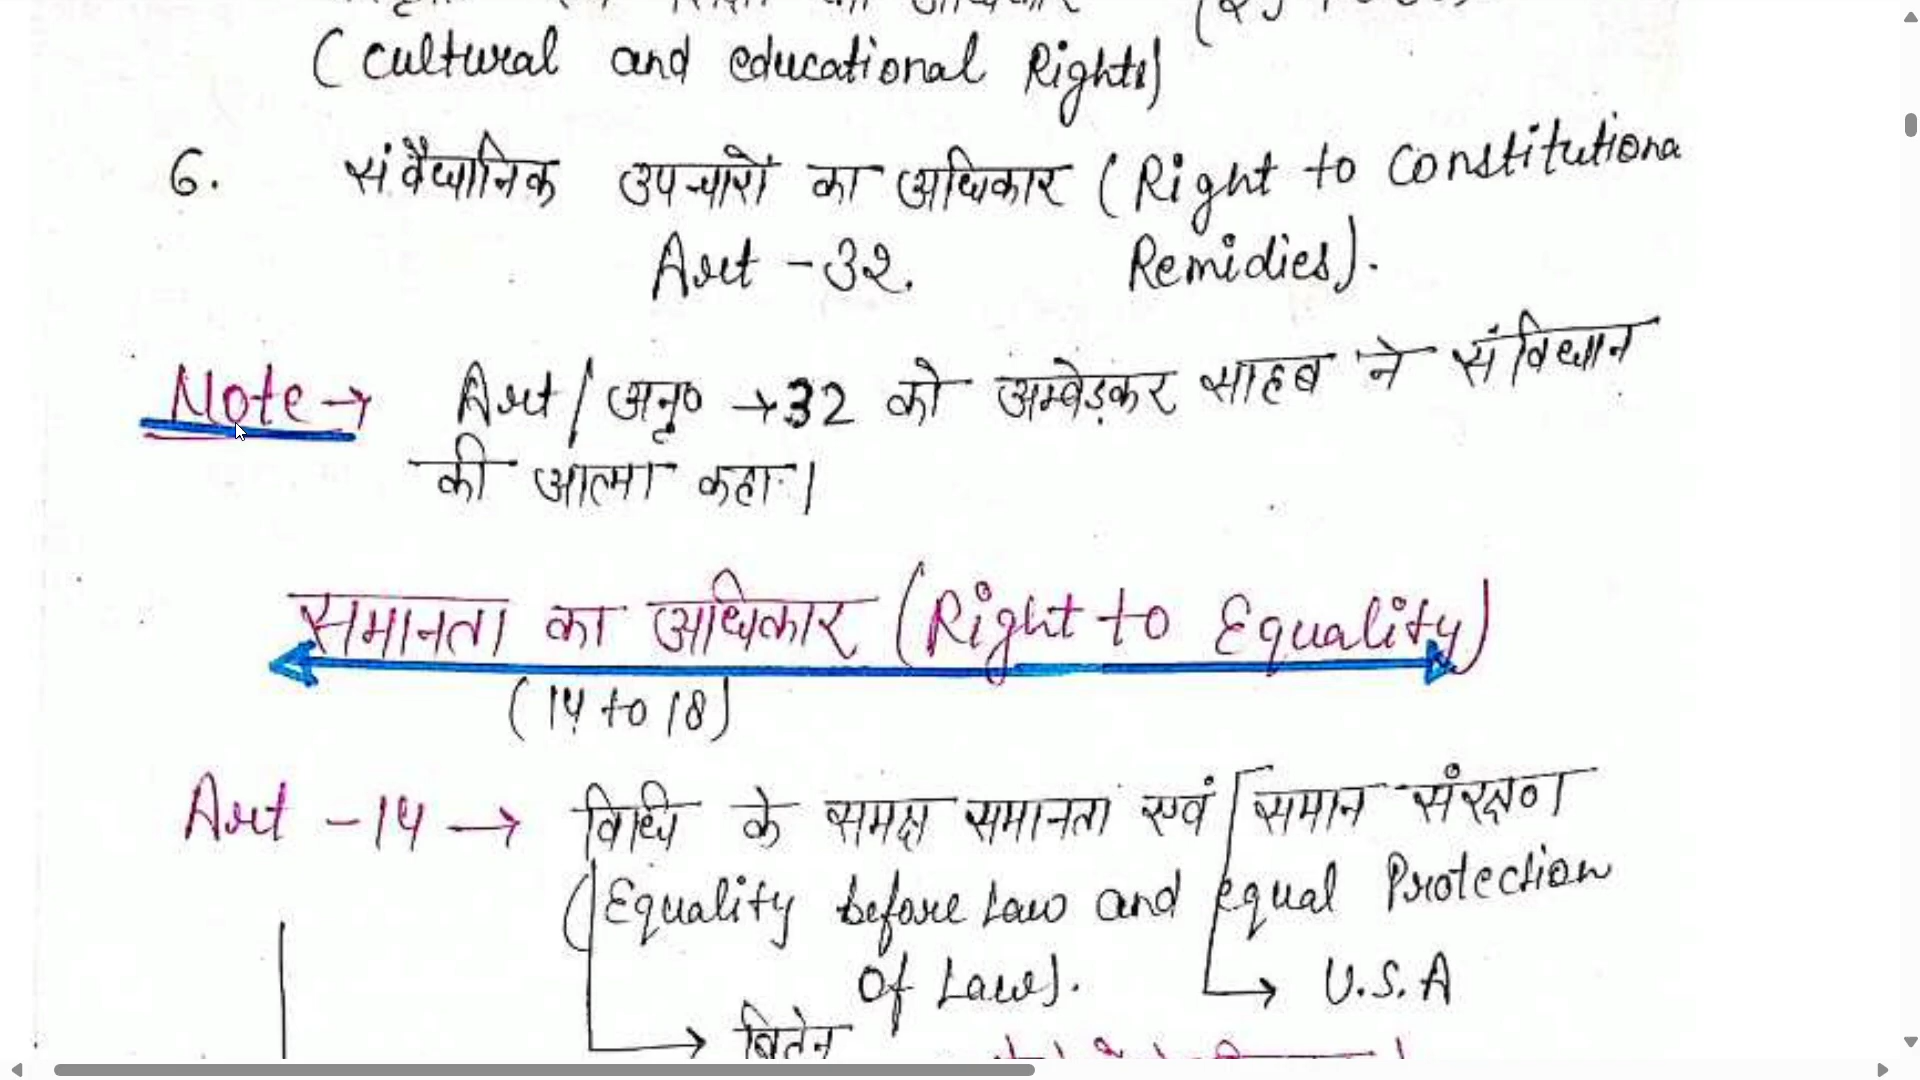 (Cultural and educational Rights)
6. संवैधानिक उपचारों का अधिकार (Right to Constitutiona
Art -32. Remidies).
Note → Art/अनु० →32 को अम्बेड़कर साहब ने संविधान
की आत्मा कहा।
समानता का अधिकार (Right to Equality)
(14 to 18)
Art -14 → विधि के समक्ष समानता एवं समान संरक्षण
(Equality before Law and equal Protection
Of Laws).
→ U.S.A
→ ब्रितेन